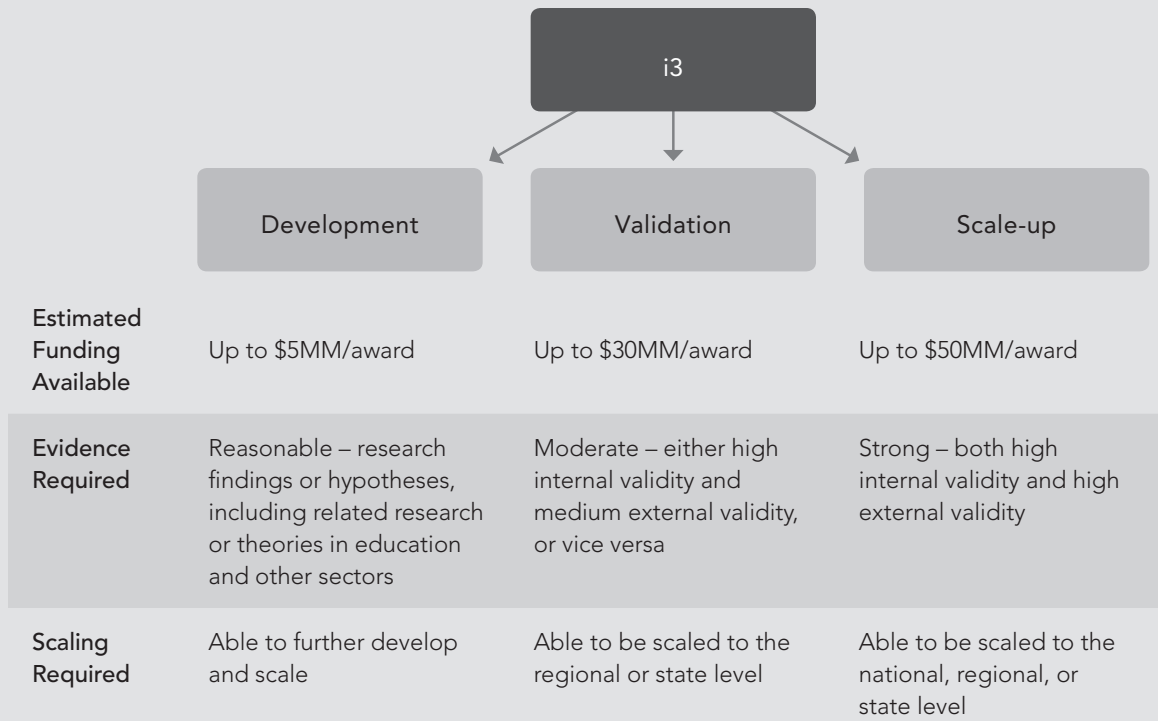 i3
Development
Validation
Scale-up
Estimated
Funding
Available
Up to $5MM/award
Up to $30MM/award
Up to $50MM/award
Evidence
Required
Reasonable – research
findings or hypotheses,
including related research
or theories in education
and other sectors
Moderate – either high
internal validity and
medium external validity,
or vice versa
Strong – both high
internal validity and high
external validity
Scaling
Required
Able to further develop
and scale
Able to be scaled to the
regional or state level
Able to be scaled to the
national, regional, or
state level